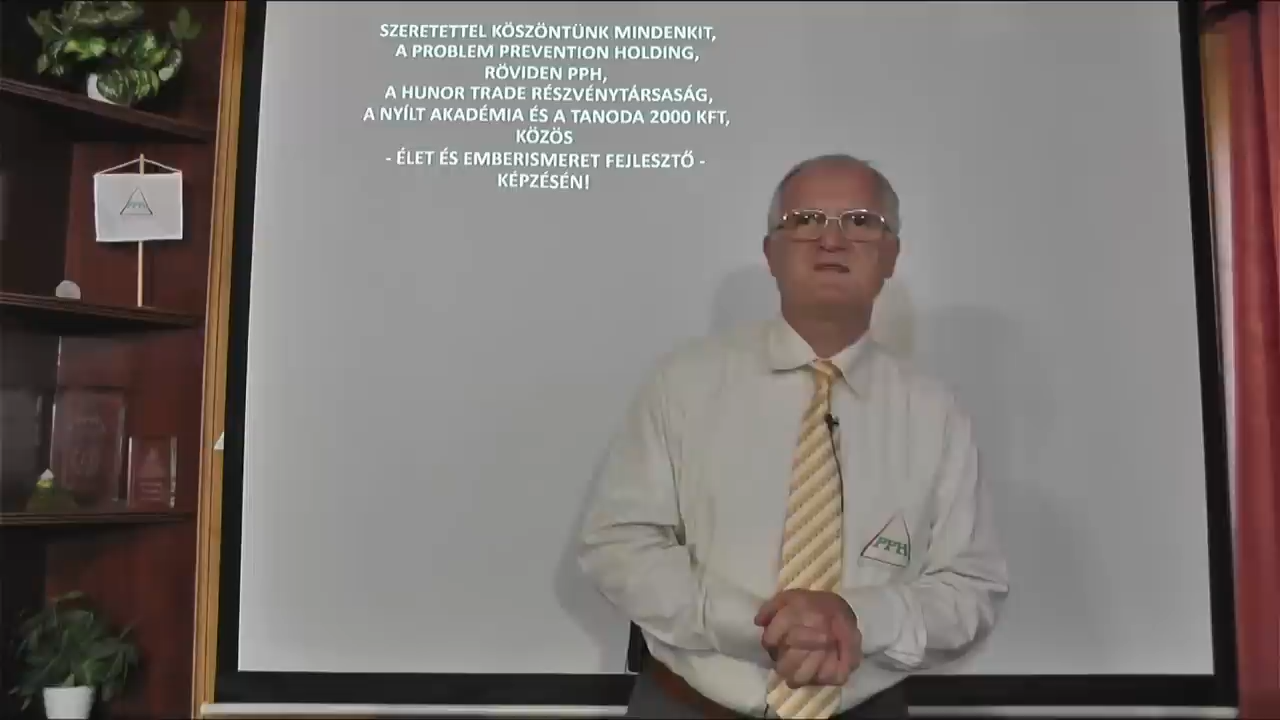 SZERETETTEL KÖSZÖNTÜNK MINDENKIT,
A PROBLEM PREVENTION HOLDING,
RÖVIDEN PPH,
A HUNOR TRADE RÉSZVÉNYTÁRSASÁG,
A NYÍLT AKADÉMIA ÉS A TANODA 2000 KFT,
KÖZÖS
- ÉLET ÉS EMBERISMERET FEJLESZTŐ -
KÉPZÉSÉN!
PPH
PPH